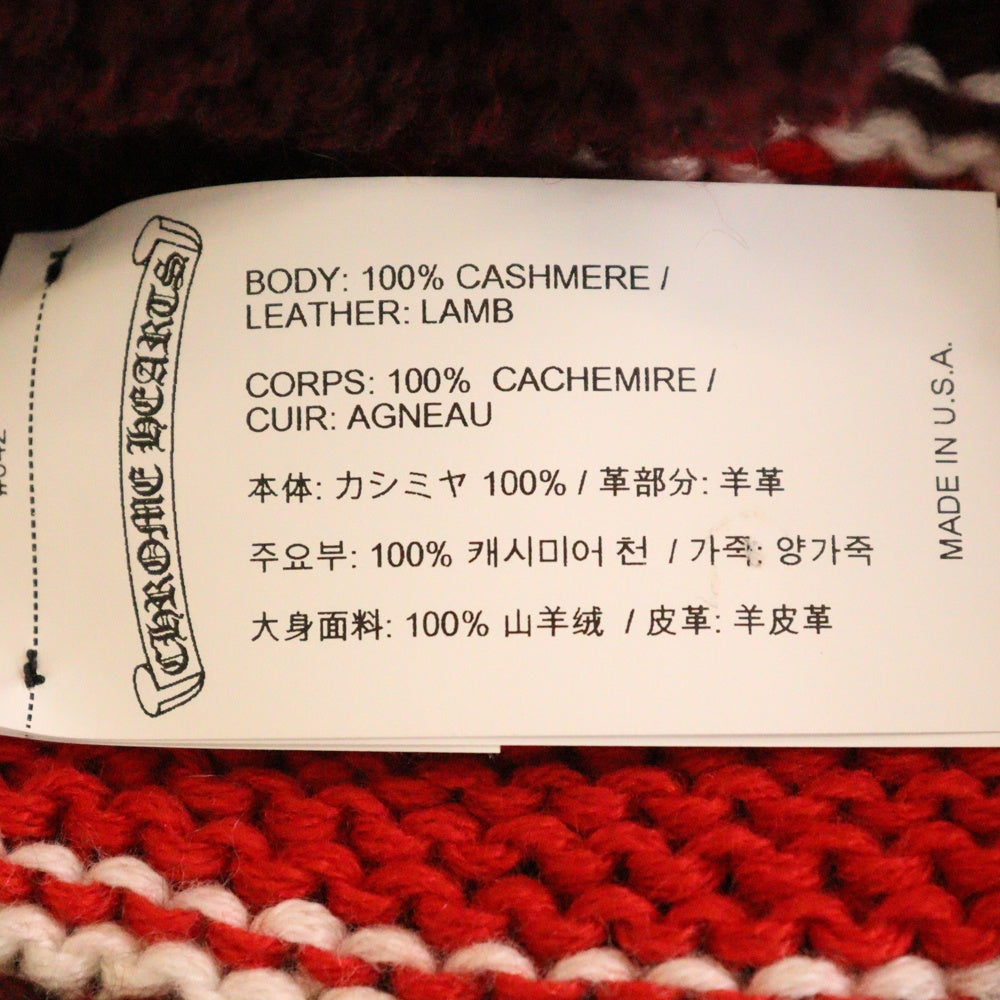 CHROME HEARTS
BODY: 100% CASHMERE /
LEATHER: LAMB
CORPS: 100% CACHEMIRE /
CUIR: AGNEAU
本体: カシミヤ 100% / 革部分: 羊革
주요부: 100% 캐시미어 천 / 가죽: 양가죽
大身面料: 100% 山羊绒 / 皮革: 羊皮革
MADE IN U.S.A.